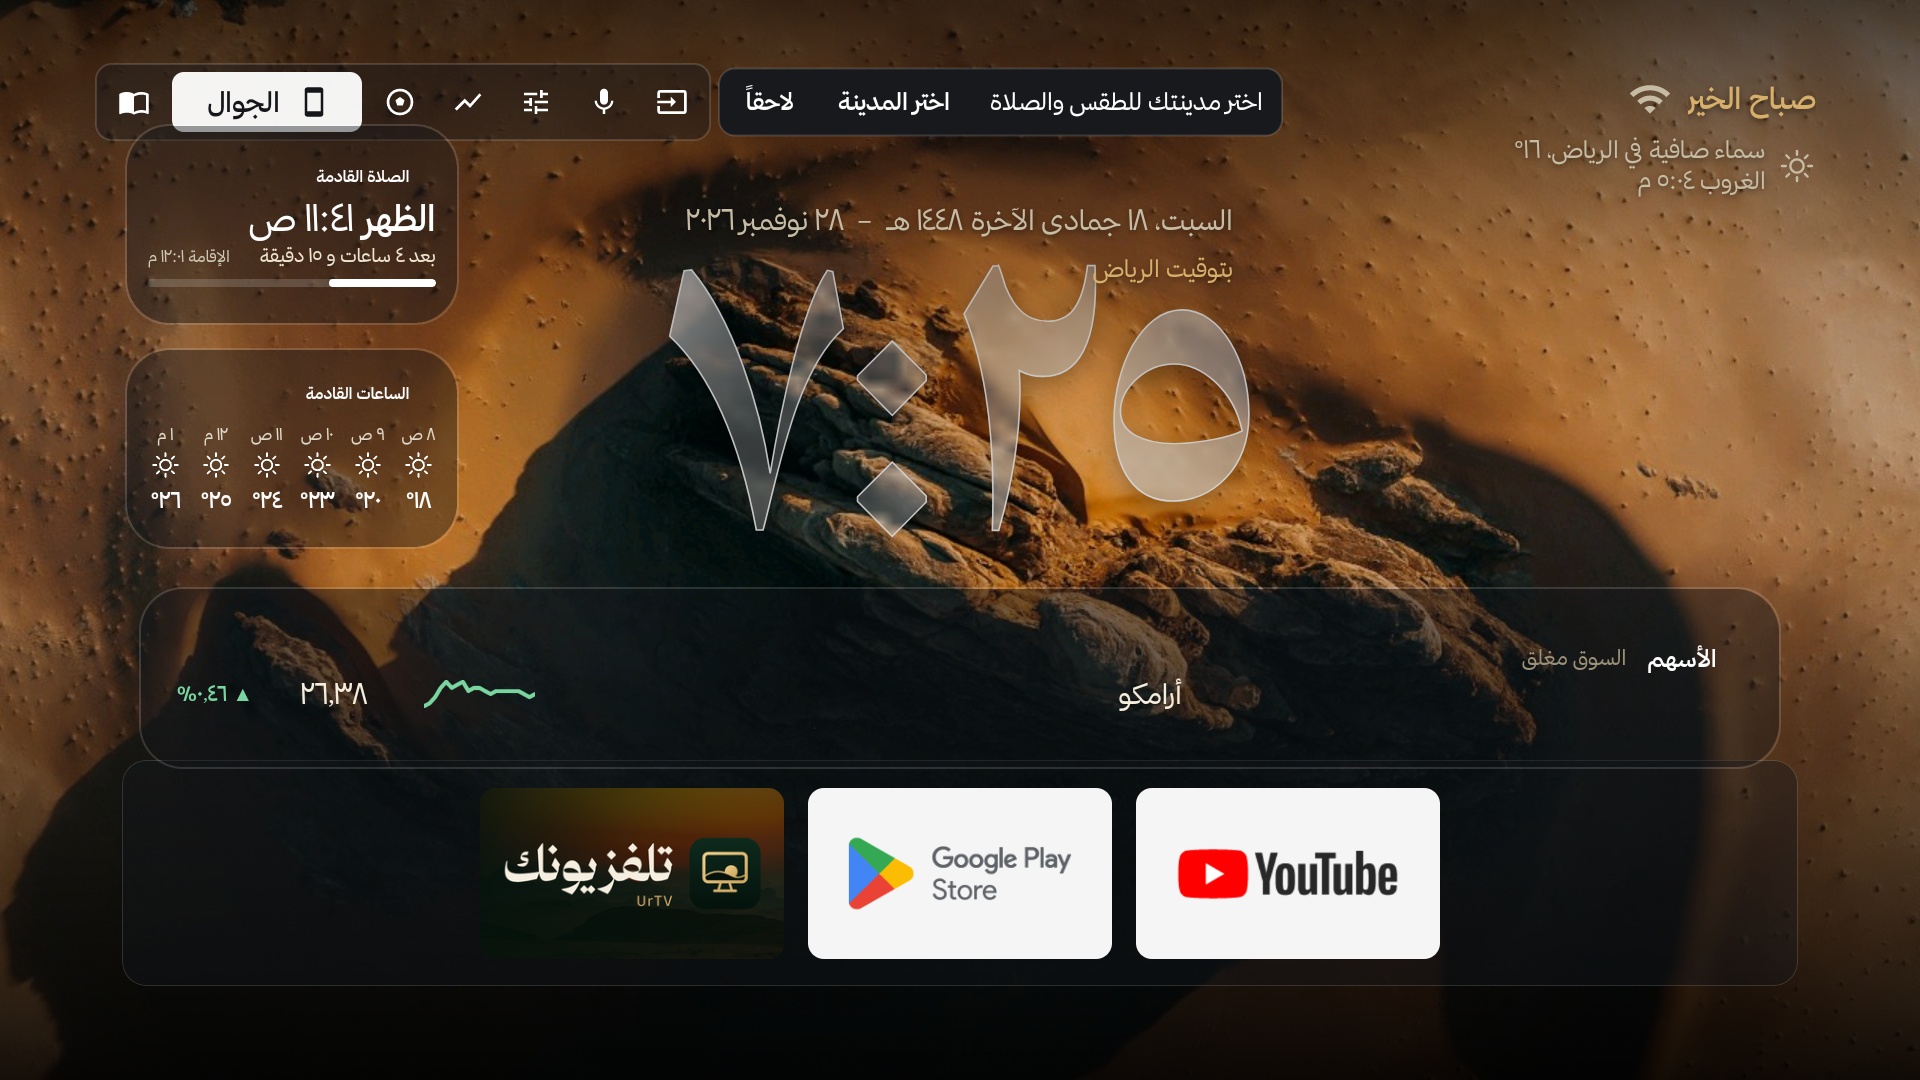 صباح الخير
سماء صافية في الرياض، ١٦°
الغروب ٥:٠٤ م
اختر مدينتك للطقس والصلاة
اختر المدينة
لاحقاً
الجوال
السبت، ١٨ جمادى الآخرة ١٤٤٨ هـ – ٢٨ نوفمبر ٢٠٢٦
بتوقيت الرياض
٧:٢٥
الصلاة القادمة
الظهر ١١:٤١ ص
بعد ٤ ساعات و ١٥ دقيقة
الإقامة ١٢:٠١ م
الساعات القادمة
٨ ص ٩ ص ١٠ ص ١١ ص ١٢ م ١ م
١٨° ٢٠° ٢٣° ٢٤° ٢٥° ٢٦°
الأسهم السوق مغلق
أرامكو ٢٦,٣٨ ▲ ٠,٤٦%
YouTube
Google Play
Store
تلفزيونك
UrTV